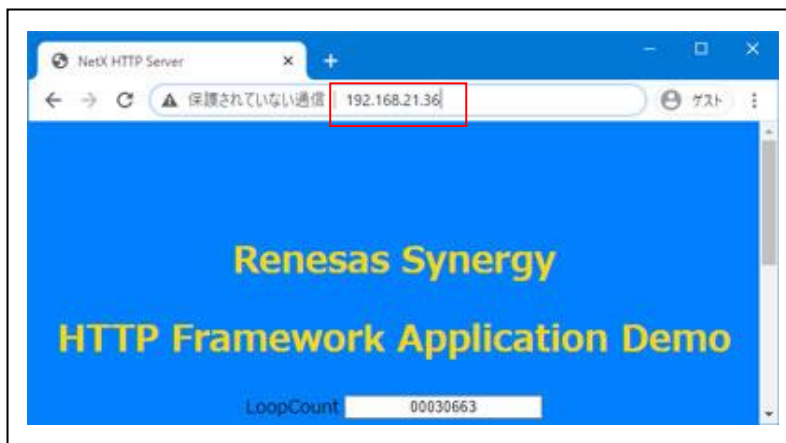 NetX HTTP Server
保護されていない通信 192.168.21.36 ゲスト
Renesas Synergy
HTTP Framework Application Demo
LoopCount 00030663